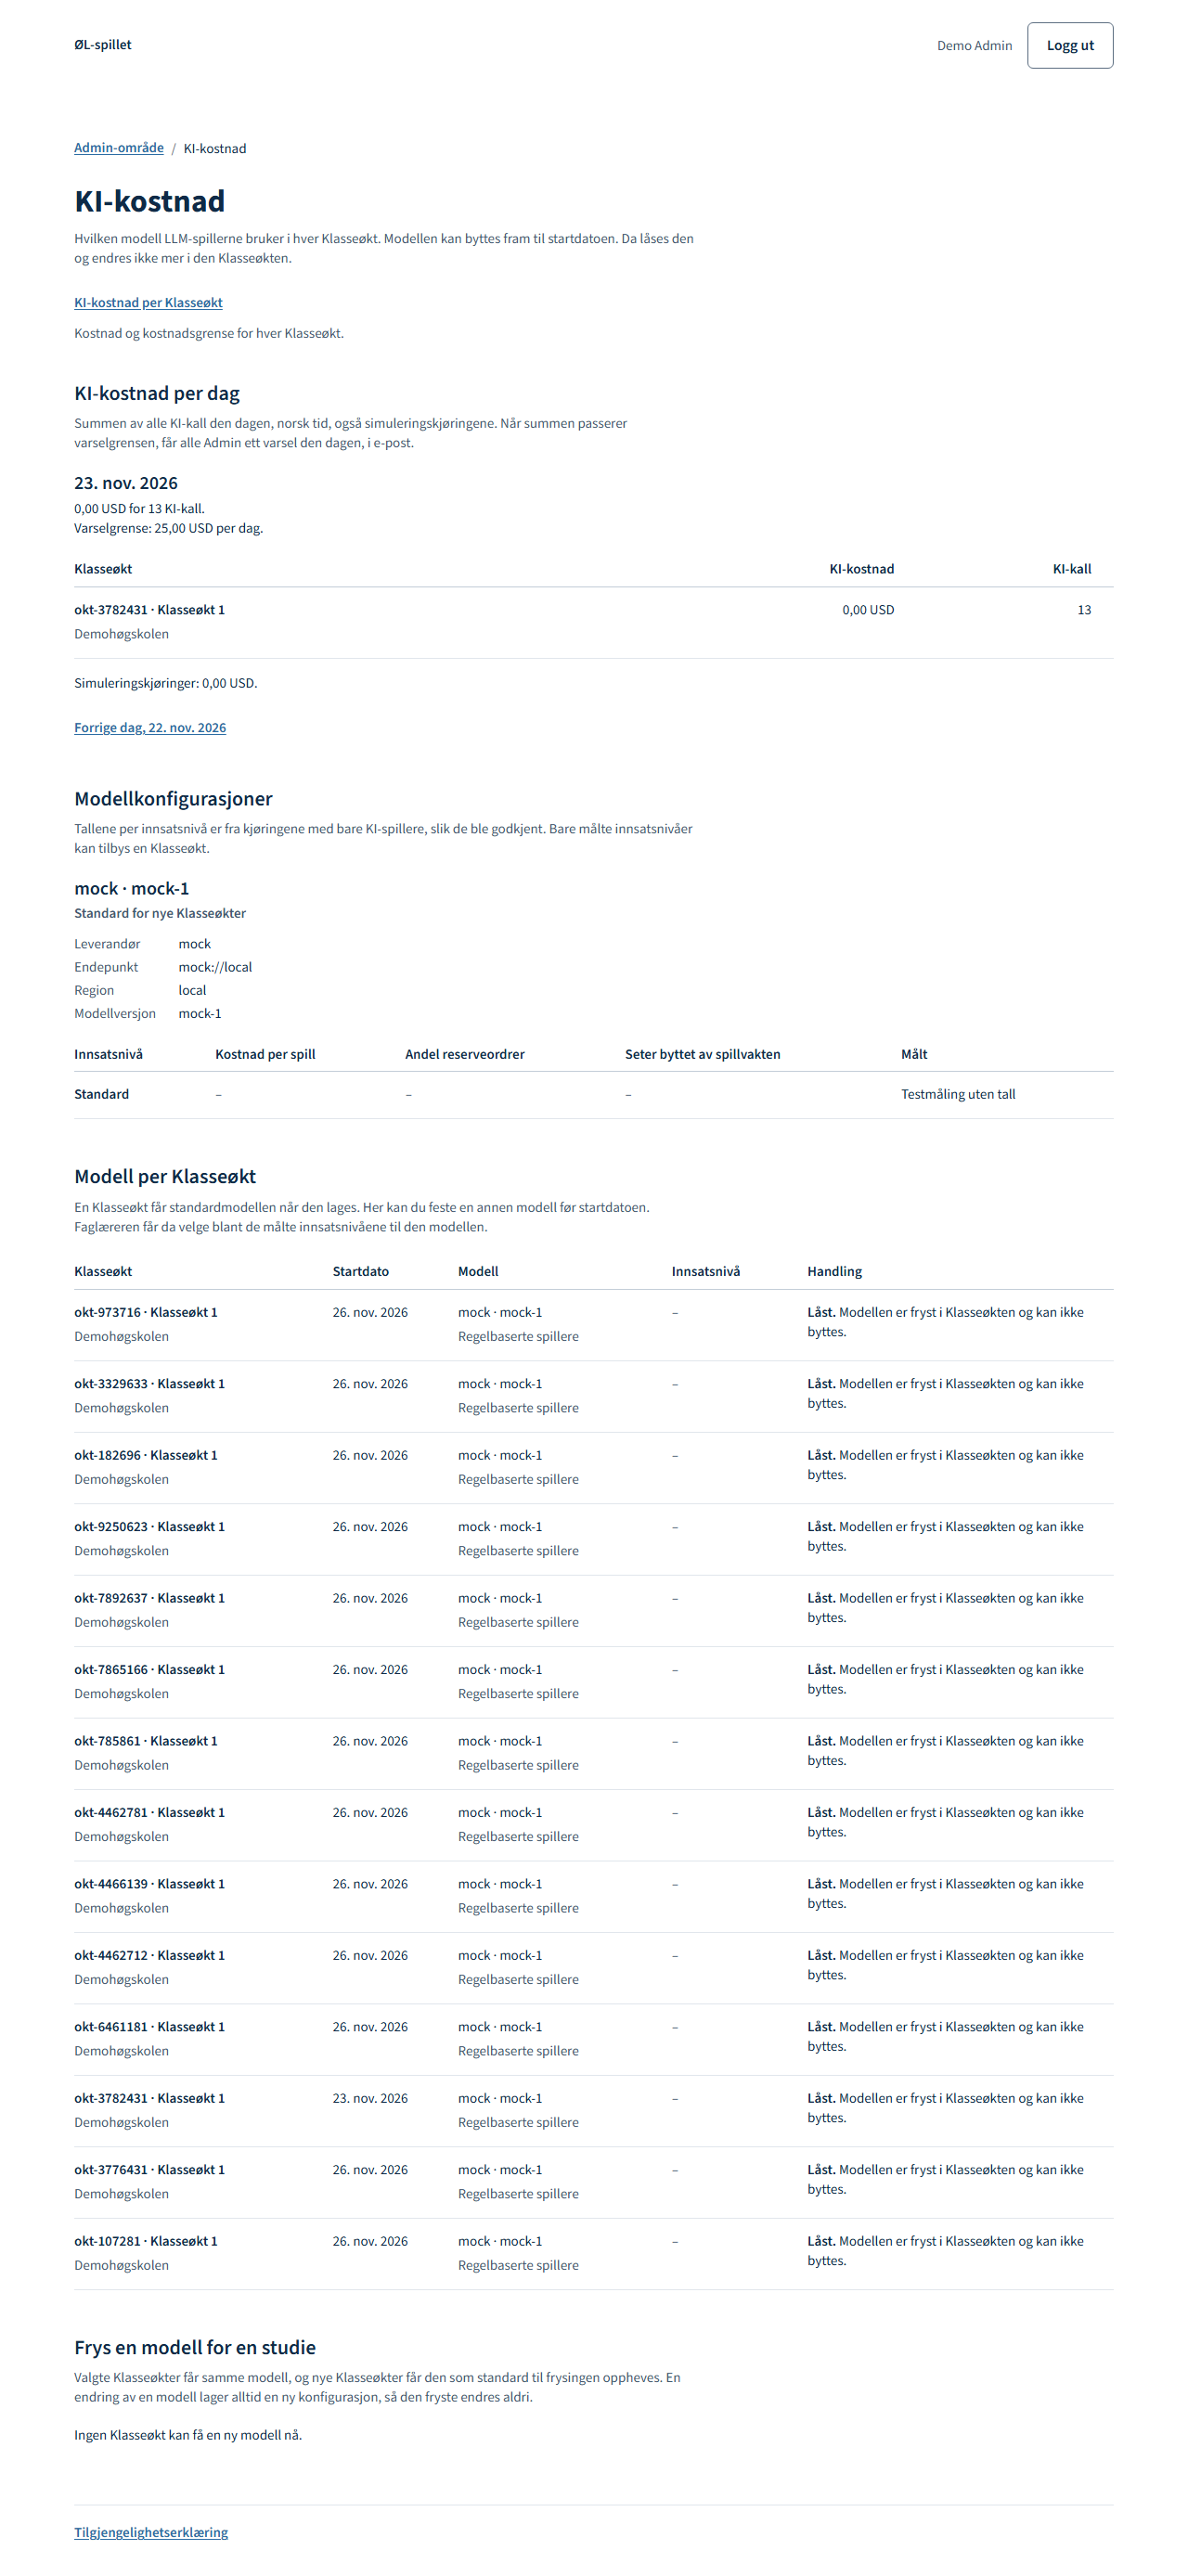 ØL-spillet
Demo Admin
Logg ut
Admin-område / KI-kostnad
KI-kostnad
Hvilken modell LLM-spillerne bruker i hver Klasseøkt. Modellen kan byttes fram til startdatoen. Da låses den
og endres ikke mer i den Klasseøkten.
KI-kostnad per Klasseøkt
Kostnad og kostnadsgrense for hver Klasseøkt.
KI-kostnad per dag
Summen av alle KI-kall den dagen, norsk tid, også simuleringskjøringene. Når summen passerer
varselgrensen, får alle Admin ett varsel den dagen, i e-post.
23. nov. 2026
0,00 USD for 13 KI-kall.
Varselgrense: 25,00 USD per dag.
Klasseøkt KI-kostnad KI-kall
okt-3782431 · Klasseøkt 1 0,00 USD 13
Demohøgskolen
Simuleringskjøringer: 0,00 USD.
Forrige dag, 22. nov. 2026
Modellkonfigurasjoner
Tallene per innsatsnivå er fra kjøringene med bare KI-spillere, slik de ble godkjent. Bare målte innsatsnivåer
kan tilbys en Klasseøkt.
mock · mock-1
Standard for nye Klasseøkter
Leverandør mock
Endepunkt mock://local
Region local
Modellversjon mock-1
Innsatsnivå Kostnad per spill Andel reserveordrer Seter byttet av spillvakten Målt
Standard – – – Testmåling uten tall
Modell per Klasseøkt
En Klasseøkt får standardmodellen når den lages. Her kan du feste en annen modell før startdatoen.
Faglæreren får da velge blant de målte innsatsnivåene til den modellen.
Klasseøkt Startdato Modell Innsatsnivå Handling
okt-973716 · Klasseøkt 1 26. nov. 2026 mock · mock-1 – Låst. Modellen er fryst i Klasseøkten og kan ikke
Demohøgskolen Regelbaserte spillere byttes.
okt-3329633 · Klasseøkt 1 26. nov. 2026 mock · mock-1 – Låst. Modellen er fryst i Klasseøkten og kan ikke
Demohøgskolen Regelbaserte spillere byttes.
okt-182696 · Klasseøkt 1 26. nov. 2026 mock · mock-1 – Låst. Modellen er fryst i Klasseøkten og kan ikke
Demohøgskolen Regelbaserte spillere byttes.
okt-9250623 · Klasseøkt 1 26. nov. 2026 mock · mock-1 – Låst. Modellen er fryst i Klasseøkten og kan ikke
Demohøgskolen Regelbaserte spillere byttes.
okt-7892637 · Klasseøkt 1 26. nov. 2026 mock · mock-1 – Låst. Modellen er fryst i Klasseøkten og kan ikke
Demohøgskolen Regelbaserte spillere byttes.
okt-7865166 · Klasseøkt 1 26. nov. 2026 mock · mock-1 – Låst. Modellen er fryst i Klasseøkten og kan ikke
Demohøgskolen Regelbaserte spillere byttes.
okt-785861 · Klasseøkt 1 26. nov. 2026 mock · mock-1 – Låst. Modellen er fryst i Klasseøkten og kan ikke
Demohøgskolen Regelbaserte spillere byttes.
okt-4462781 · Klasseøkt 1 26. nov. 2026 mock · mock-1 – Låst. Modellen er fryst i Klasseøkten og kan ikke
Demohøgskolen Regelbaserte spillere byttes.
okt-4466139 · Klasseøkt 1 26. nov. 2026 mock · mock-1 – Låst. Modellen er fryst i Klasseøkten og kan ikke
Demohøgskolen Regelbaserte spillere byttes.
okt-4462712 · Klasseøkt 1 26. nov. 2026 mock · mock-1 – Låst. Modellen er fryst i Klasseøkten og kan ikke
Demohøgskolen Regelbaserte spillere byttes.
okt-6461181 · Klasseøkt 1 26. nov. 2026 mock · mock-1 – Låst. Modellen er fryst i Klasseøkten og kan ikke
Demohøgskolen Regelbaserte spillere byttes.
okt-3782431 · Klasseøkt 1 23. nov. 2026 mock · mock-1 – Låst. Modellen er fryst i Klasseøkten og kan ikke
Demohøgskolen Regelbaserte spillere byttes.
okt-3776431 · Klasseøkt 1 26. nov. 2026 mock · mock-1 – Låst. Modellen er fryst i Klasseøkten og kan ikke
Demohøgskolen Regelbaserte spillere byttes.
okt-107281 · Klasseøkt 1 26. nov. 2026 mock · mock-1 – Låst. Modellen er fryst i Klasseøkten og kan ikke
Demohøgskolen Regelbaserte spillere byttes.
Frys en modell for en studie
Valgte Klasseøkter får samme modell, og nye Klasseøkter får den som standard til frysingen oppheves. En
endring av en modell lager alltid en ny konfigurasjon, så den fryste endres aldri.
Ingen Klasseøkt kan få en ny modell nå.
Tilgjengelighetserklæring